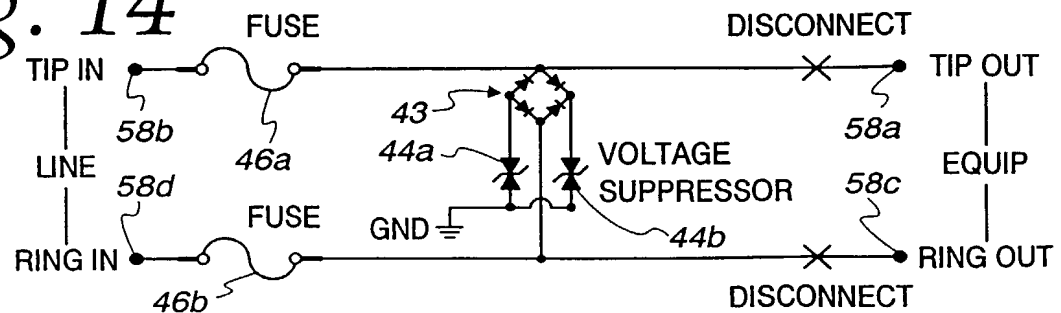 g. 14
FUSE
DISCONNECT
TIP IN
TIP OUT
58b
46a
43
44a
58a
LINE
VOLTAGE
SUPPRESSOR
EQUIP
58d
58c
FUSE
GND
44b
RING IN
RING OUT
46b
DISCONNECT